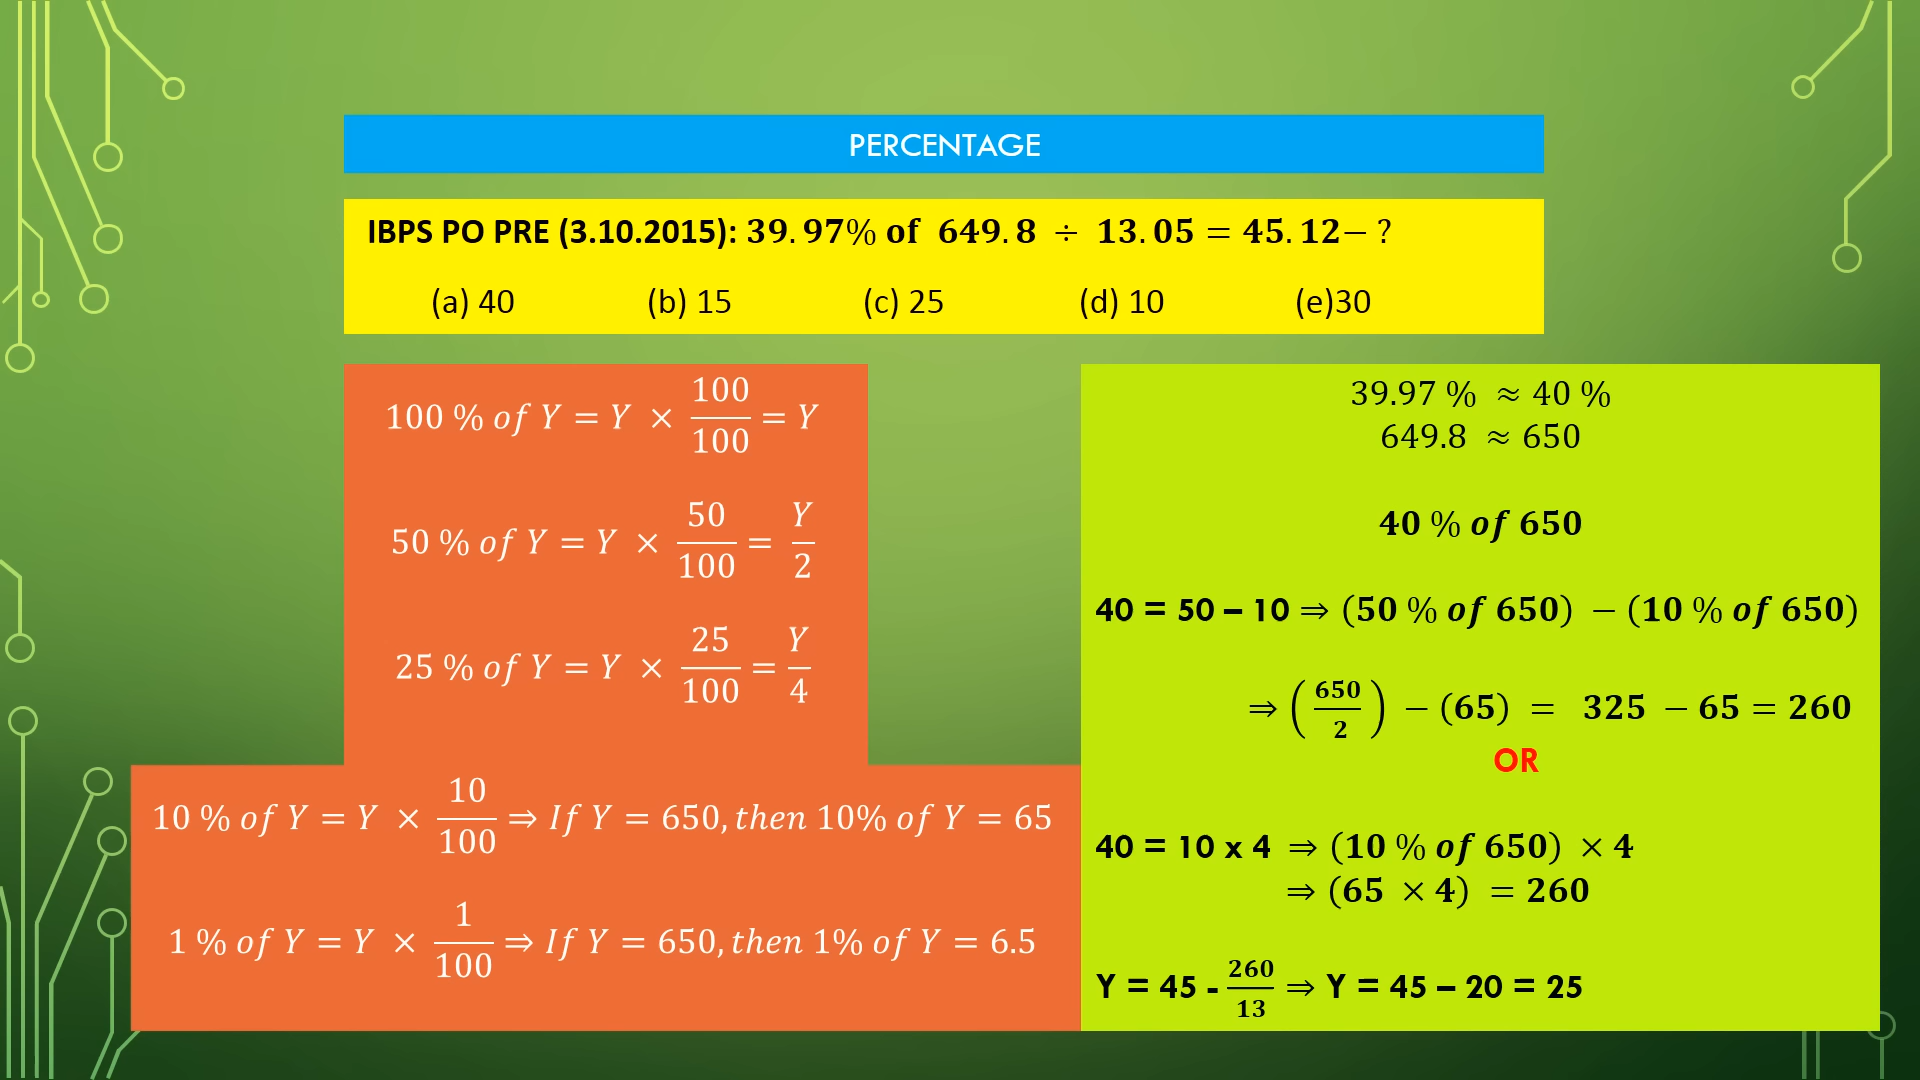 PERCENTAGE
IBPS PO PRE (3.10.2015): 39.97% of 649.8 ÷ 13.05 = 45.12− ?
(a) 40 (b) 15 (c) 25 (d) 10 (e)30
100 % of Y = Y × 100/100 = Y
50 % of Y = Y × 50/100 = Y/2
25 % of Y = Y × 25/100 = Y/4
10 % of Y = Y × 10/100 ⇒ If Y = 650, then 10% of Y = 65
1 % of Y = Y × 1/100 ⇒ If Y = 650, then 1% of Y = 6.5
39.97 % ≈ 40 %
649.8 ≈ 650
40 % of 650
40 = 50 – 10 ⇒ (50 % of 650) − (10 % of 650)
⇒ (650/2) − (65) = 325 − 65 = 260
OR
40 = 10 x 4 ⇒ (10 % of 650) × 4
⇒ (65 × 4) = 260
Y = 45 - 260/13 ⇒ Y = 45 – 20 = 25